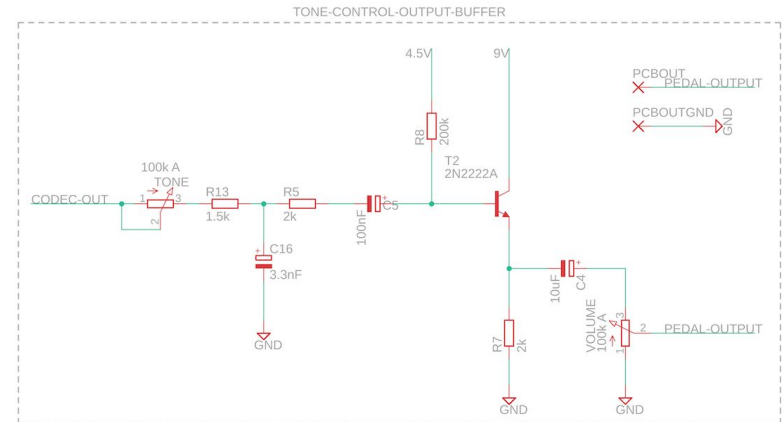 TONE-CONTROL-OUTPUT-BUFFER
4.5V
9V
PCBOUT
PEDAL-OUTPUT
PCBOUTGND
GND
R8
200k
T2
2N2222A
100k A
TONE
CODEC-OUT
1
3
2
R13
1.5k
R5
2k
+
C5
100nF
+
C16
3.3nF
GND
+
10uF
C4
R7
2k
VOLUME
100k A
3
2
1
PEDAL-OUTPUT
GND
GND